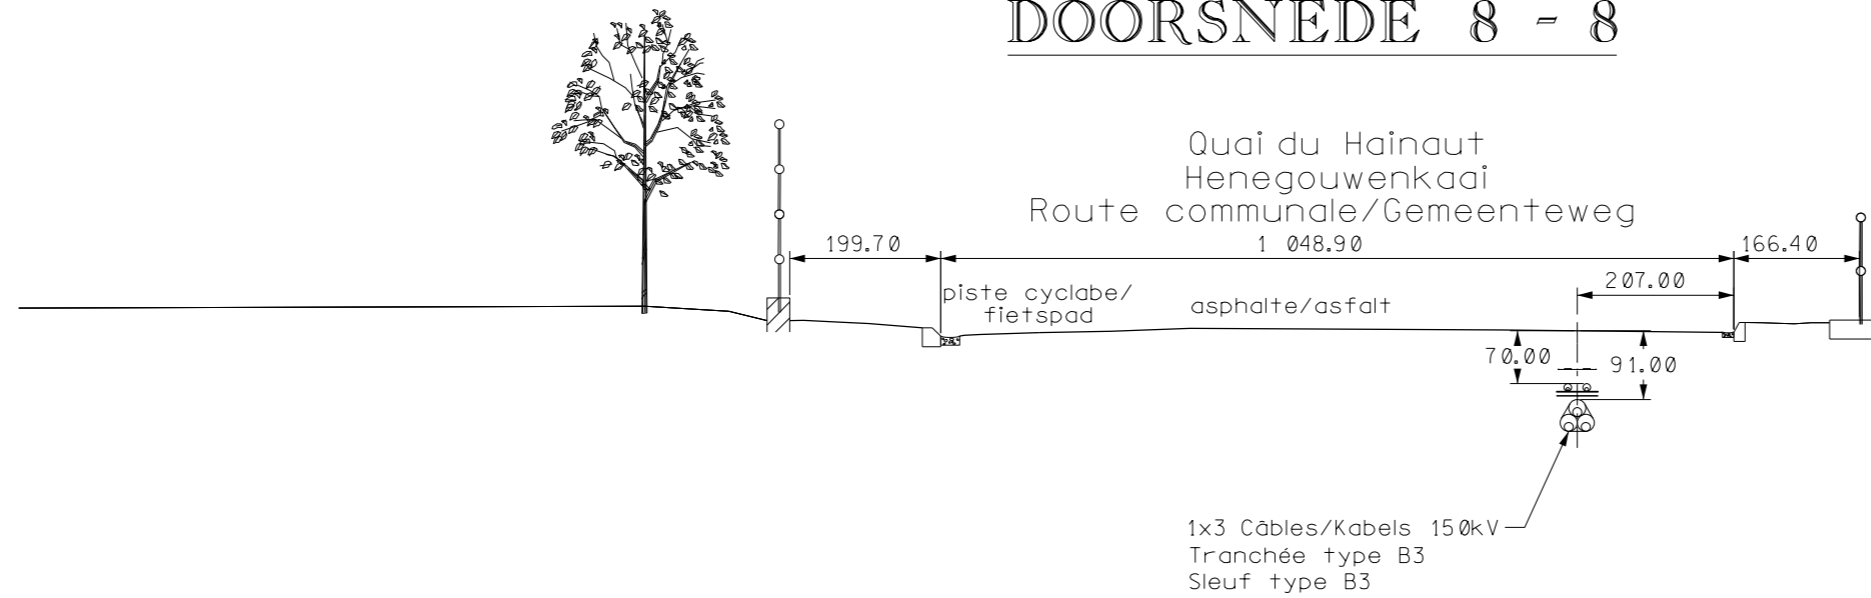 DOORSNEDE 8 - 8
Quai du Hainaut
Henegouwenkaai
Route communale/Gemeenteweg
199.70
1 048.90
166.40
207.00
piste cyclabe/
fietspad
asphalte/asfalt
70.00
91.00
1x3 Câbles/Kabels 150kV
Tranchée type B3
Sleuf type B3